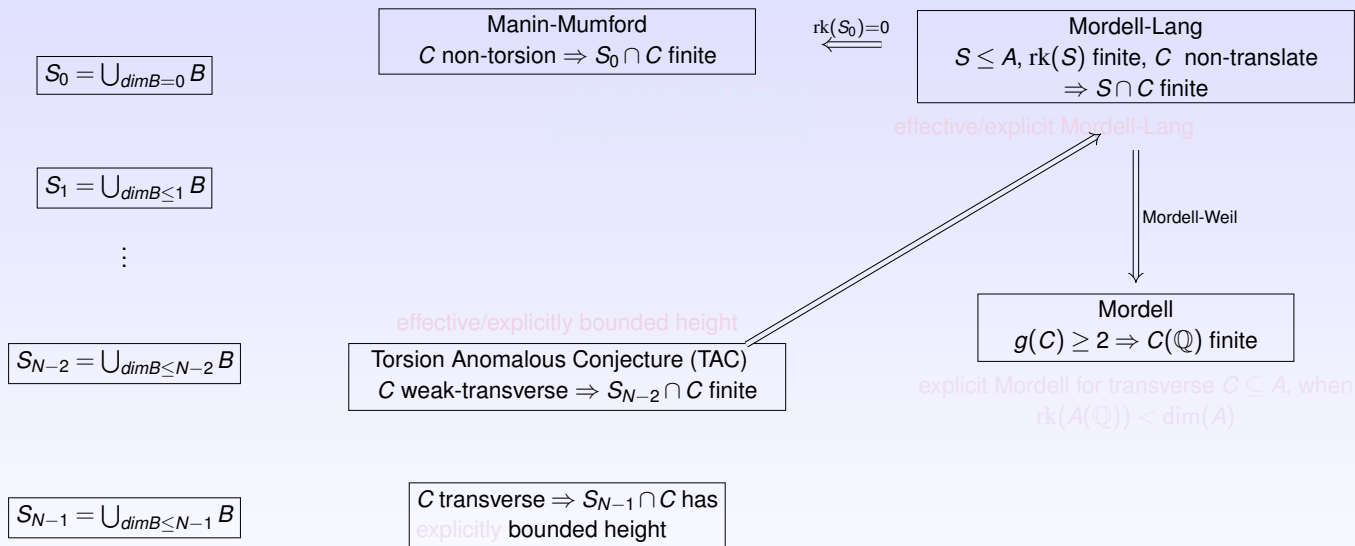 Manin-Mumford
C non-torsion ⇒ S₀ ∩ C finite
rk(S₀)=0
Mordell-Lang
S ≤ A, rk(S) finite, C non-translate
⇒ S ∩ C finite
effective/explicit Mordell-Lang
S₀ = ⋃_{dimB=0} B
S₁ = ⋃_{dimB≤1} B
⋮
Mordell-Weil
Mordell
g(C) ≥ 2 ⇒ C(ℚ) finite
explicit Mordell for transverse C ⊆ A, when
rk(A(ℚ)) < dim(A)
effective/explicitly bounded height
S_{N−2} = ⋃_{dimB≤N−2} B
Torsion Anomalous Conjecture (TAC)
C weak-transverse ⇒ S_{N−2} ∩ C finite
S_{N−1} = ⋃_{dimB≤N−1} B
C transverse ⇒ S_{N−1} ∩ C has
explicitly bounded height